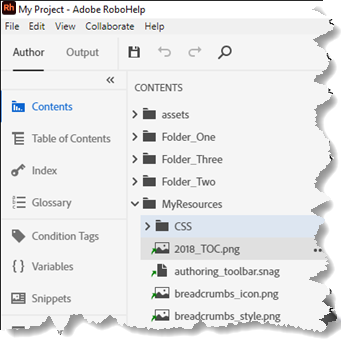 Rh My Project - Adobe RoboHelp
File Edit View Collaborate Help
Author Output
Contents
Table of Contents
Index
Glossary
Condition Tags
Variables
Snippets
CONTENTS
assets
Folder_One
Folder_Three
Folder_Two
MyResources
CSS
2018_TOC.png
authoring_toolbar.snag
breadcrumbs_icon.png
breadcrumbs_style.png